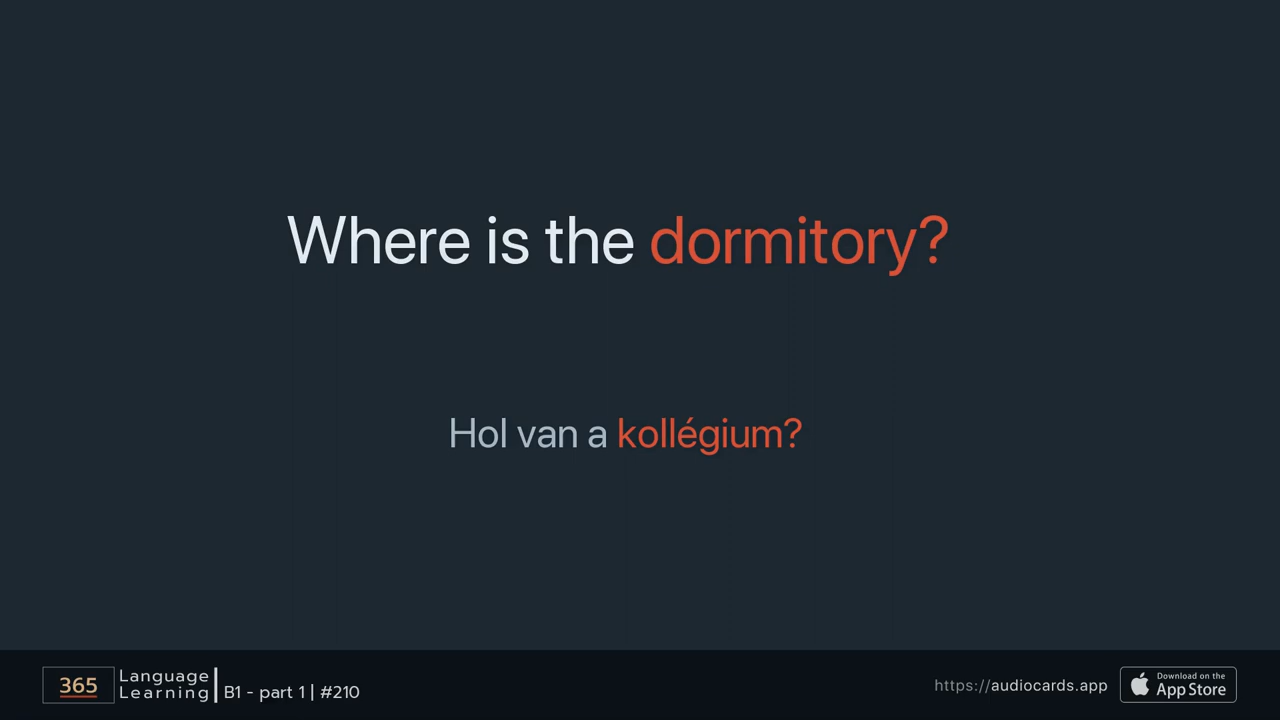 Where is the dormitory?
Hol van a kollégium?
365
Language
Learning
B1 - part 1 | #210
https://audiocards.app
Download on the
App Store